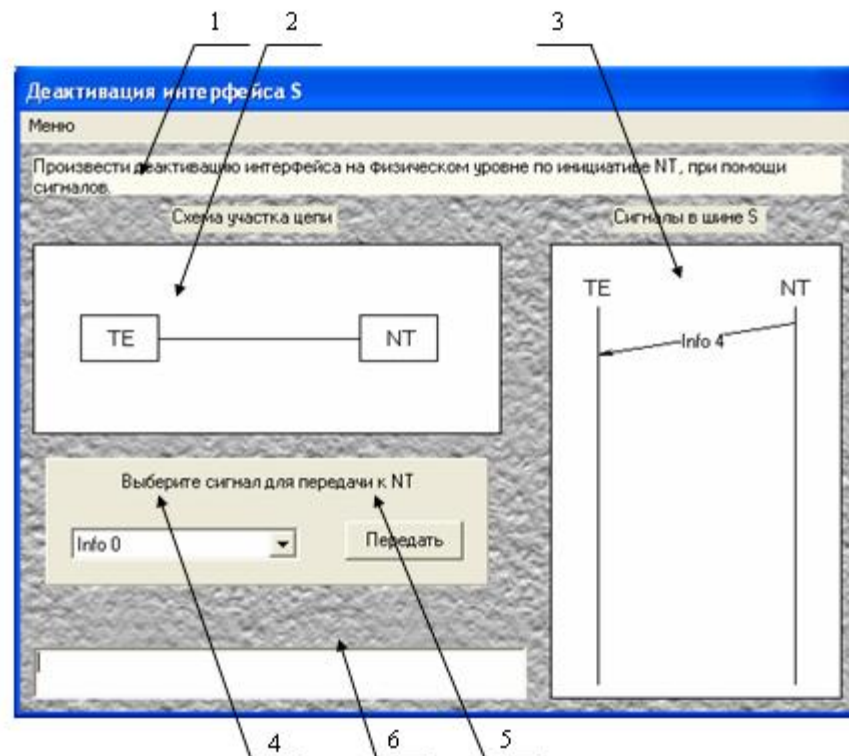 1 2 3
Деактивация интерфейса S
Меню
Произвести деактивацию интерфейса на физическом уровне по инициативе NT, при помощи
сигналов.
Схема участка цепи
Сигналы в шине S
TE NT
TE NT
Info 4
Выберите сигнал для передачи к NT
Info 0
Передать
4 6 5